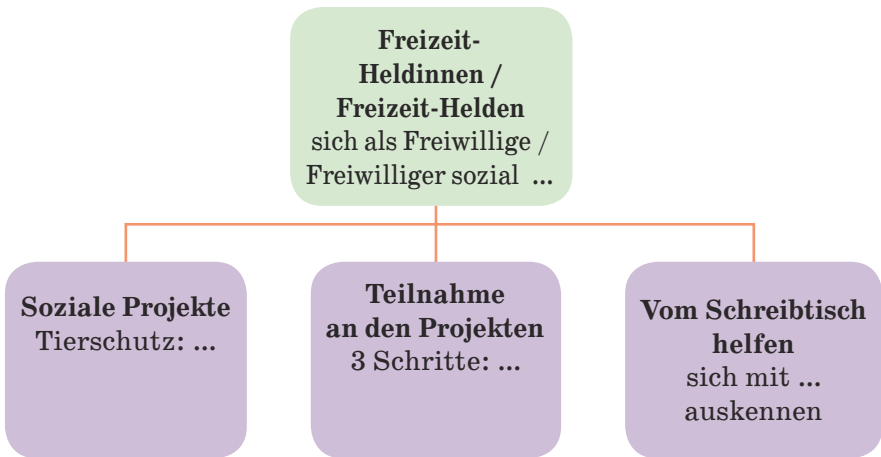 Freizeit-
Heldinnen /
Freizeit-Helden
sich als Freiwillige /
Freiwilliger sozial ...
Soziale Projekte
Tierschutz: ...
Teilnahme
an den Projekten
3 Schritte: ...
Vom Schreibtisch
helfen
sich mit ...
auskennen